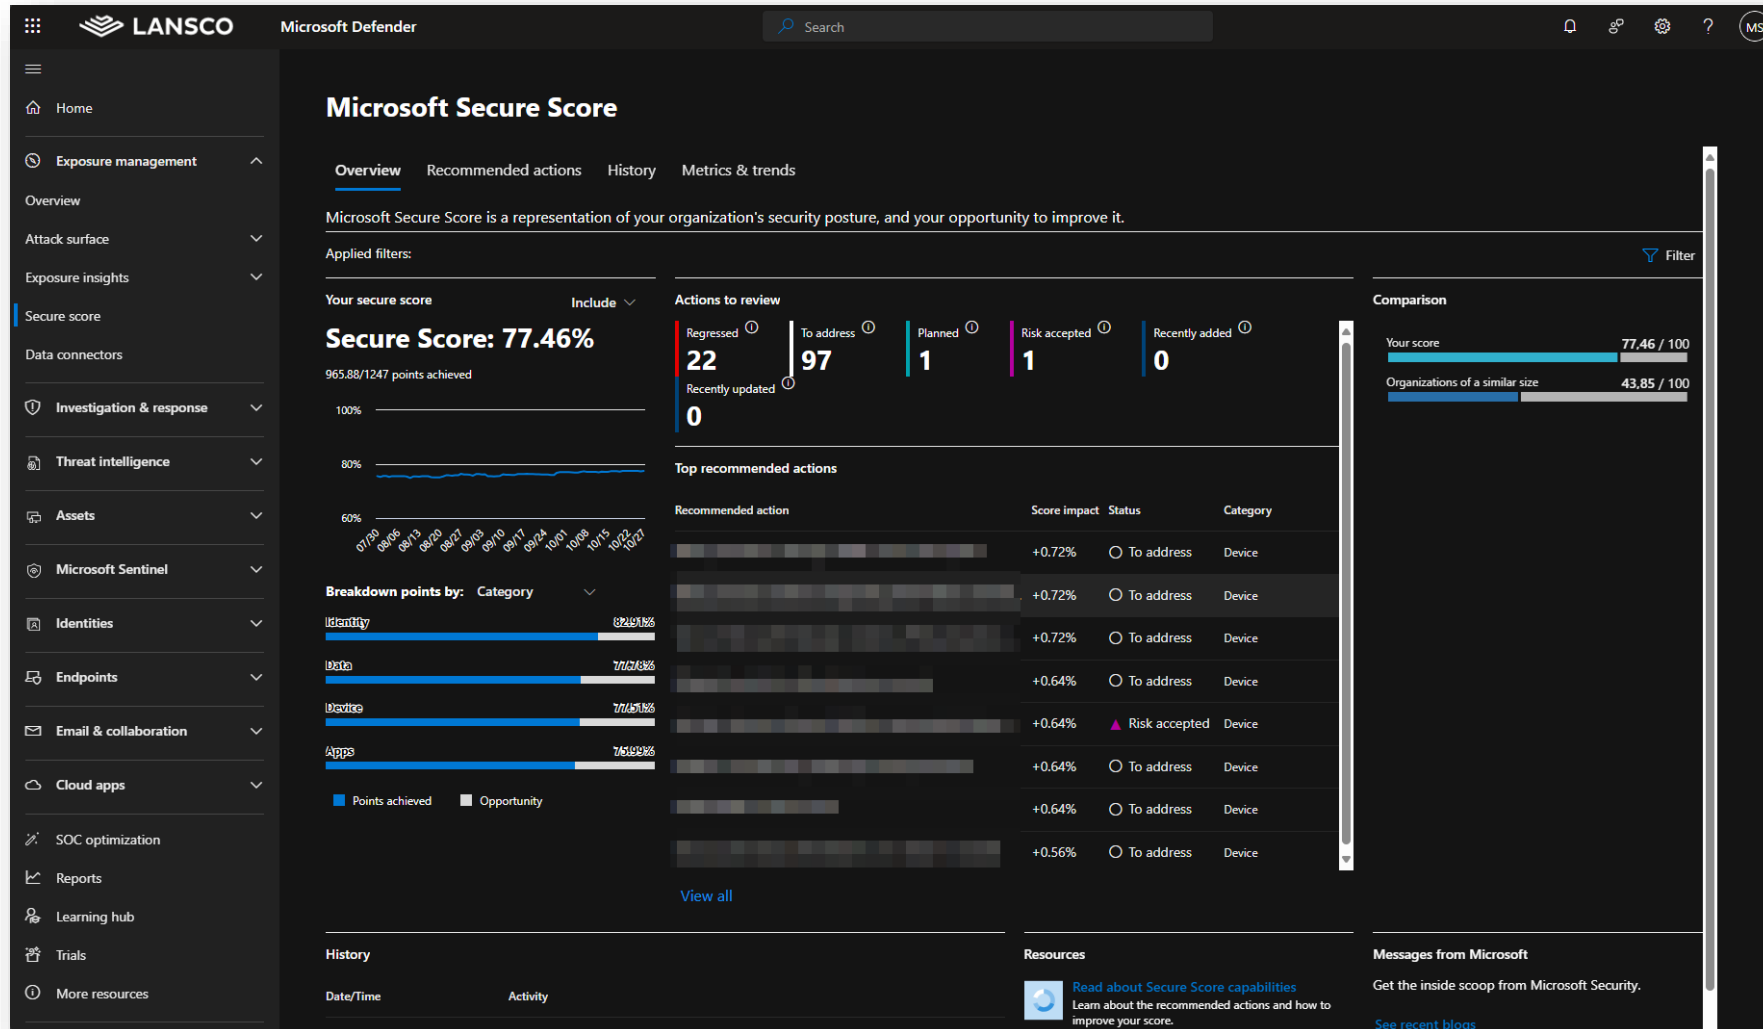 LANSCO
Microsoft Defender
Search
MS
Home
Exposure management
Overview
Attack surface
Exposure insights
Secure score
Data connectors
Investigation & response
Threat intelligence
Assets
Microsoft Sentinel
Identities
Endpoints
Email & collaboration
Cloud apps
SOC optimization
Reports
Learning hub
Trials
More resources
Microsoft Secure Score
Overview Recommended actions History Metrics & trends
Microsoft Secure Score is a representation of your organization's security posture, and your opportunity to improve it.
Applied filters:
Filter
Your secure score Include
Secure Score: 77.46%
965.88/1247 points achieved
100%
80%
60%
07/30 08/06 08/13 08/20 08/27 09/03 09/10 09/17 09/24 10/01 10/08 10/15 10/22 10/27
Breakdown points by: Category
Identity 82.91%
Data 77.78%
Device 77.51%
Apps 75.99%
Points achieved Opportunity
Actions to review
Regressed To address Planned Risk accepted Recently added
22 97 1 1 0
Recently updated
0
Top recommended actions
Recommended action Score impact Status Category
+0.72% To address Device
+0.72% To address Device
+0.72% To address Device
+0.64% To address Device
+0.64% Risk accepted Device
+0.64% To address Device
+0.64% To address Device
+0.56% To address Device
View all
Comparison
Your score 77,46 / 100
Organizations of a similar size 43,85 / 100
History
Date/Time Activity
Resources
Read about Secure Score capabilities
Learn about the recommended actions and how to
improve your score.
Messages from Microsoft
Get the inside scoop from Microsoft Security.
See recent blogs